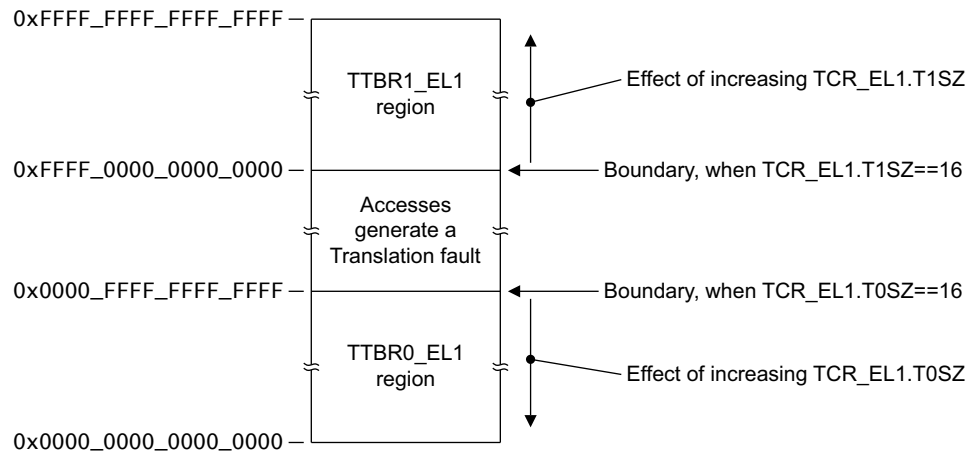 0xFFFF_FFFF_FFFF_FFFF
TTBR1_EL1
region
Effect of increasing TCR_EL1.T1SZ
0xFFFF_0000_0000_0000
Boundary, when TCR_EL1.T1SZ==16
Accesses
generate a
Translation fault
0x0000_FFFF_FFFF_FFFF
Boundary, when TCR_EL1.T0SZ==16
TTBR0_EL1
region
Effect of increasing TCR_EL1.T0SZ
0x0000_0000_0000_0000